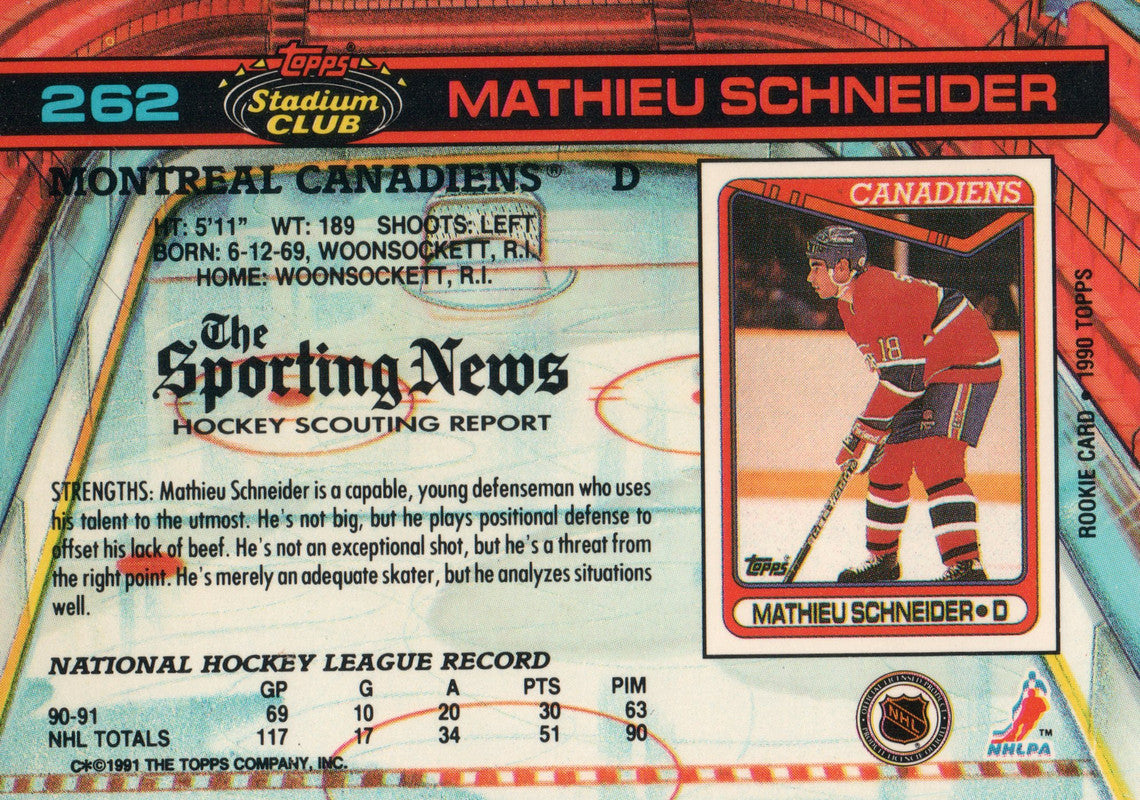 262
Topps®
Stadium
CLUB
MATHIEU SCHNEIDER
MONTREAL CANADIENS® D
HT: 5'11" WT: 189 SHOOTS: LEFT
BORN: 6-12-69, WOONSOCKETT, R.I.
HOME: WOONSOCKETT, R.I.
The
Sporting News
HOCKEY SCOUTING REPORT
STRENGTHS: Mathieu Schneider is a capable, young defenseman who uses
his talent to the utmost. He's not big, but he plays positional defense to
offset his lack of beef. He's not an exceptional shot, but he's a threat from
the right point. He's merely an adequate skater, but he analyzes situations
well.
NATIONAL HOCKEY LEAGUE RECORD
GP G A PTS PIM
90-91 69 10 20 30 63
NHL TOTALS 117 17 34 51 90
C*©1991 THE TOPPS COMPANY, INC.
CANADIENS
18
Topps
MATHIEU SCHNEIDER•D
ROOKIE CARD • 1990 TOPPS
NHL
NHLPA™